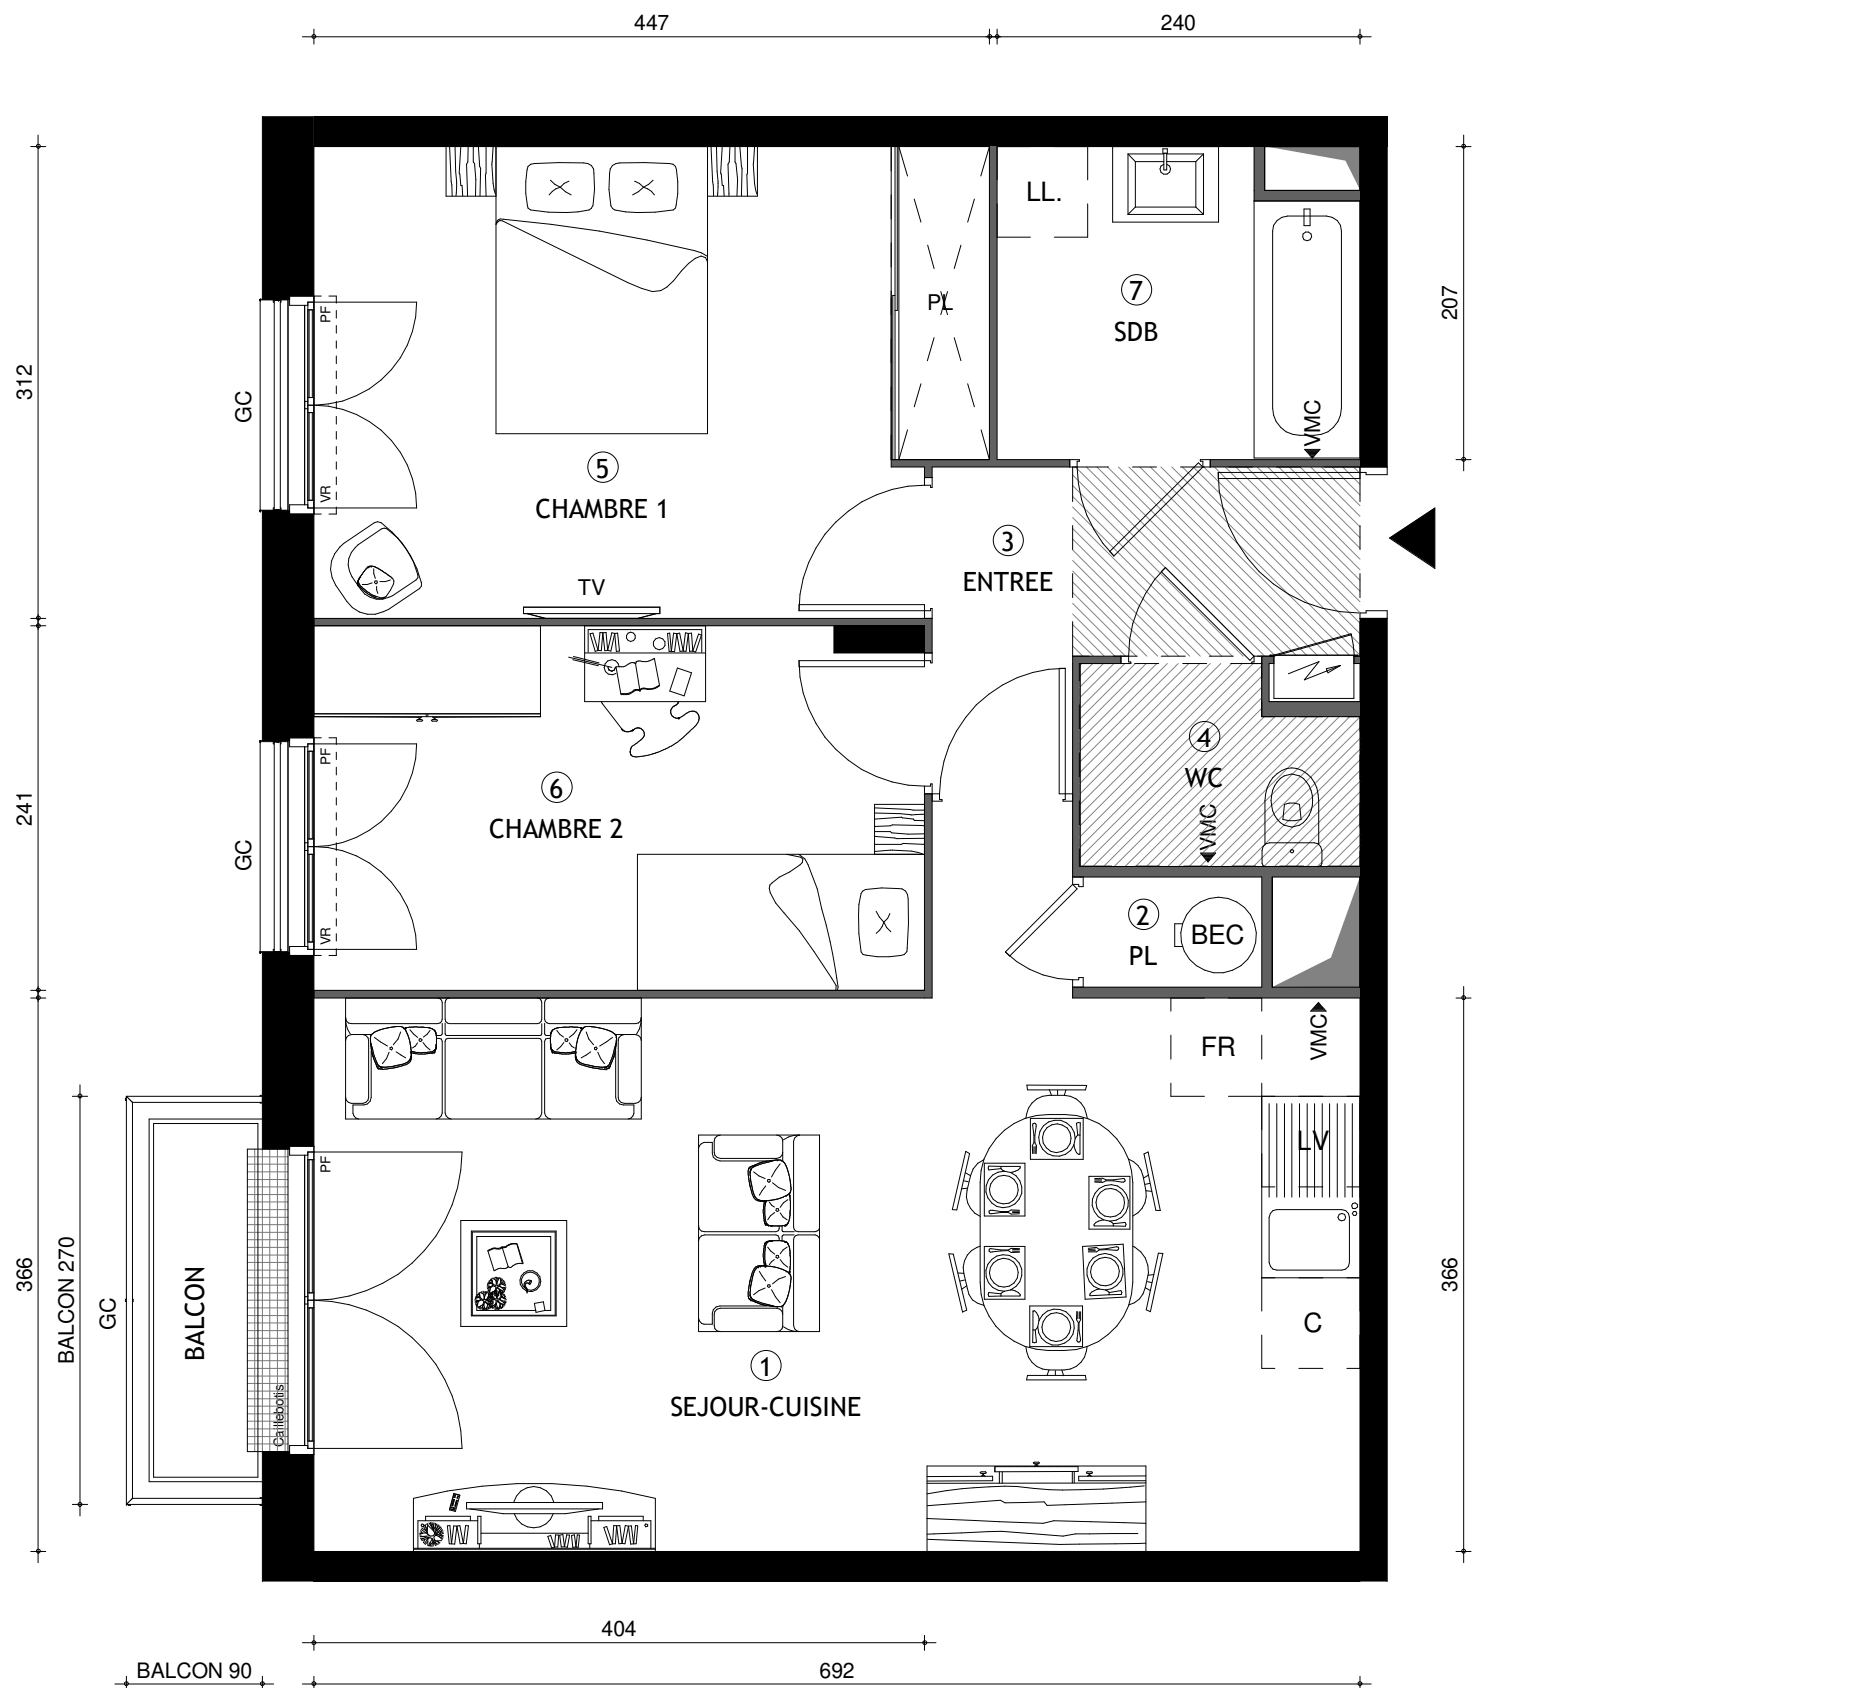 447
240
LL.
PL
⑦
SDB
207
PF
312
GC
VMC
⑤
CHAMBRE 1
VR
③
ENTREE
TV
④
WC
PF
241
⑥
CHAMBRE 2
GC
VMC
②
PL
BEC
VR
FR
VMC
LV
PF
366
BALCON 270
GC
BALCON
366
C
①
SEJOUR-CUISINE
Caillebotis
404
BALCON 90
692